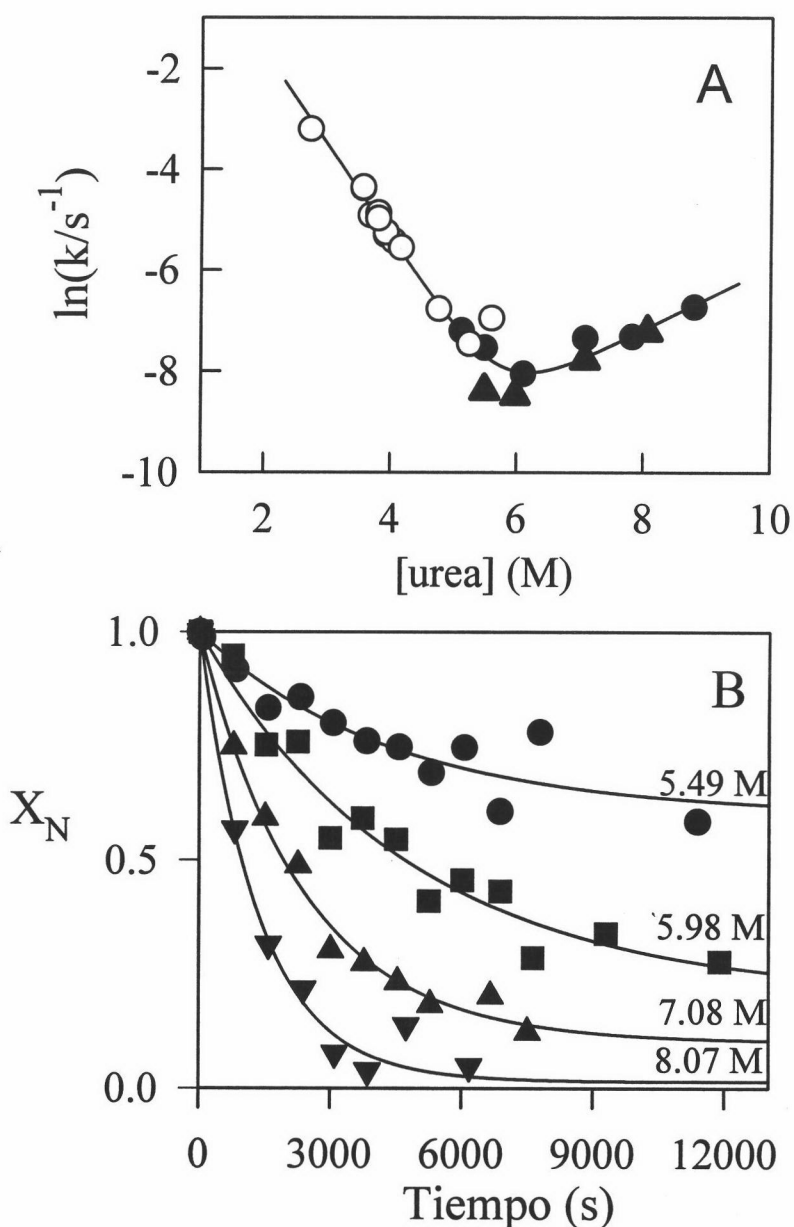 A
ln(k/s⁻¹)
-2
-4
-6
-8
-10
2 4 6 8 10
[urea] (M)
B
X_N
1.0
0.5
0.0
5.49 M
5.98 M
7.08 M
8.07 M
0 3000 6000 9000 12000
Tiempo (s)